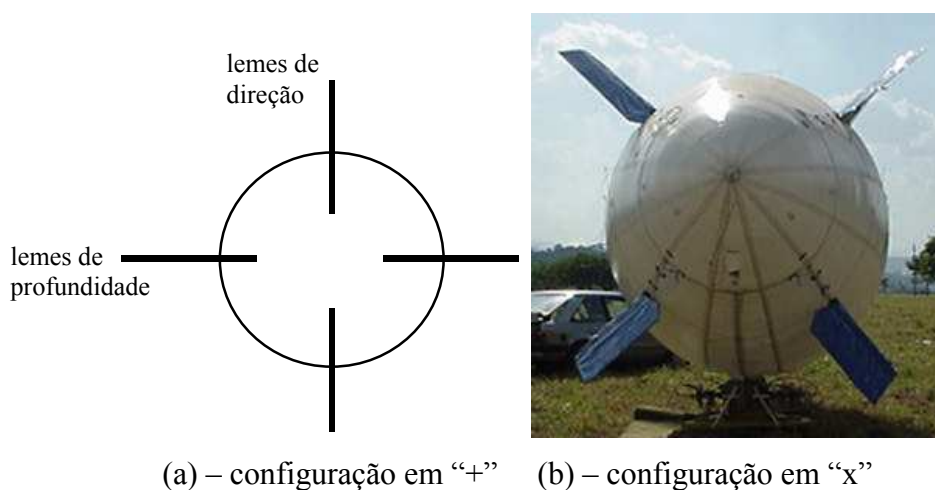 lemes de
direção
lemes de
profundidade
(a) – configuração em “+”
(b) – configuração em “x”